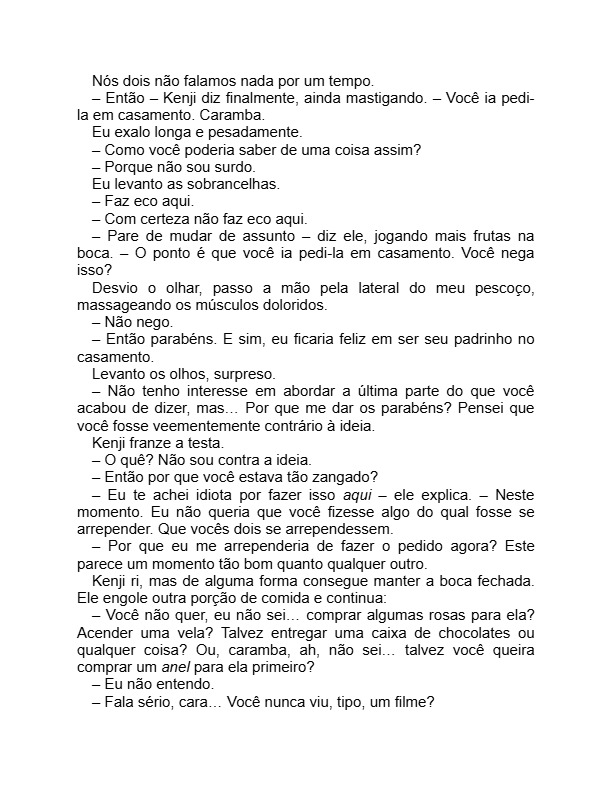 Nós dois não falamos nada por um tempo.
– Então – Kenji diz finalmente, ainda mastigando. – Você ia pedi-
la em casamento. Caramba.
Eu exalo longa e pesadamente.
– Como você poderia saber de uma coisa assim?
– Porque não sou surdo.
Eu levanto as sobrancelhas.
– Faz eco aqui.
– Com certeza não faz eco aqui.
– Pare de mudar de assunto – diz ele, jogando mais frutas na
boca. – O ponto é que você ia pedi-la em casamento. Você nega
isso?
Desvio o olhar, passo a mão pela lateral do meu pescoço,
massageando os músculos doloridos.
– Não nego.
– Então parabéns. E sim, eu ficaria feliz em ser seu padrinho no
casamento.
Levanto os olhos, surpreso.
– Não tenho interesse em abordar a última parte do que você
acabou de dizer, mas… Por que me dar os parabéns? Pensei que
você fosse veementemente contrário à ideia.
Kenji franze a testa.
– O quê? Não sou contra a ideia.
– Então por que você estava tão zangado?
– Eu te achei idiota por fazer isso aqui – ele explica. – Neste
momento. Eu não queria que você fizesse algo do qual fosse se
arrepender. Que vocês dois se arrependessem.
– Por que eu me arrependeria de fazer o pedido agora? Este
parece um momento tão bom quanto qualquer outro.
Kenji ri, mas de alguma forma consegue manter a boca fechada.
Ele engole outra porção de comida e continua:
– Você não quer, eu não sei… comprar algumas rosas para ela?
Acender uma vela? Talvez entregar uma caixa de chocolates ou
qualquer coisa? Ou, caramba, ah, não sei… talvez você queira
comprar um anel para ela primeiro?
– Eu não entendo.
– Fala sério, cara… Você nunca viu, tipo, um filme?